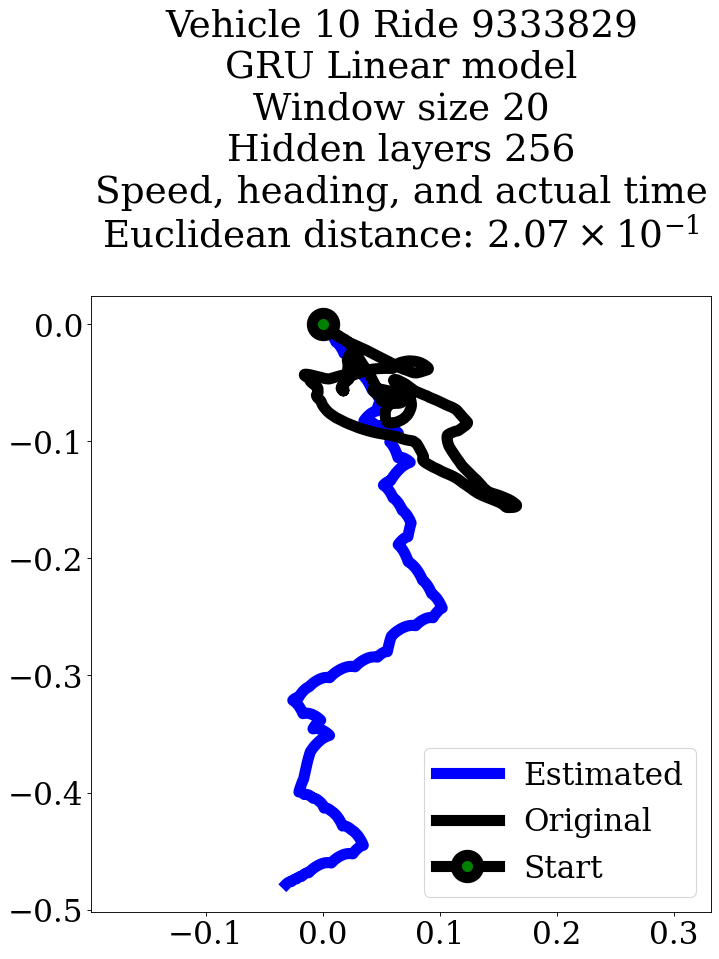 Vehicle 10 Ride 9333829
GRU Linear model
Window size 20
Hidden layers 256
Speed, heading, and actual time
Euclidean distance: 2.07 × 10⁻¹
0.0
−0.1
−0.2
−0.3
−0.4
−0.5
Estimated
Original
Start
−0.1 0.0 0.1 0.2 0.3